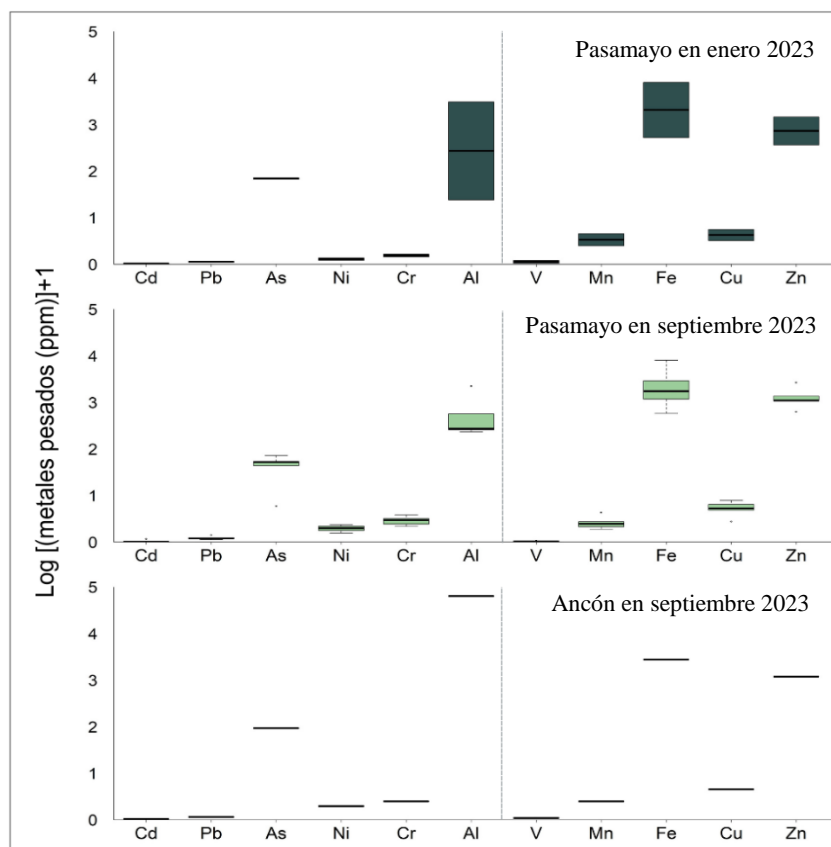 Log [(metales pesados (ppm)]+1
Pasamayo en enero 2023
5
4
3
2
1
0
Cd Pb As Ni Cr Al V Mn Fe Cu Zn
Pasamayo en septiembre 2023
5
4
3
2
1
0
Cd Pb As Ni Cr Al V Mn Fe Cu Zn
Ancón en septiembre 2023
5
4
3
2
1
0
Cd Pb As Ni Cr Al V Mn Fe Cu Zn